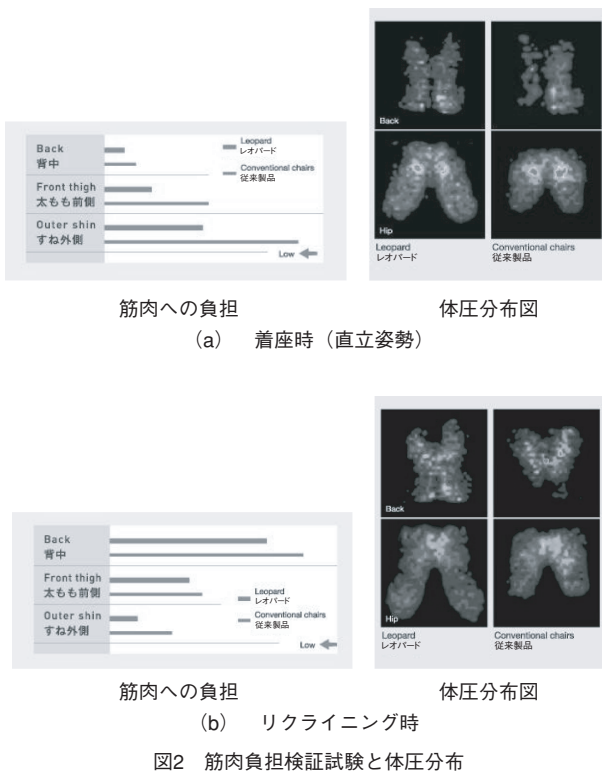 Back
背中
Front thigh
太もも前側
Outer shin
すね外側
Leopard
レオパード
Conventional chairs
従来製品
Low
Back
Hip
Leopard
レオパード
Conventional chairs
従来製品
筋肉への負担
体圧分布図
(a) 着座時（直立姿勢）
Back
背中
Front thigh
太もも前側
Outer shin
すね外側
Leopard
レオパード
Conventional chairs
従来製品
Low
Back
Hip
Leopard
レオパード
Conventional chairs
従来製品
筋肉への負担
体圧分布図
(b) リクライニング時
図2 筋肉負担検証試験と体圧分布